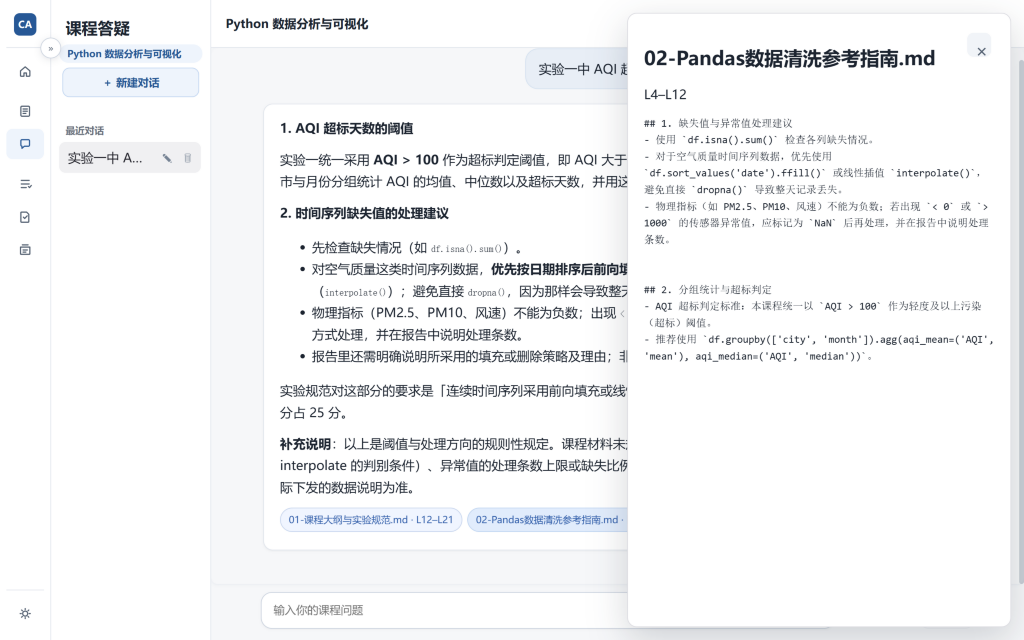 CA
»
课程答疑
Python 数据分析与可视化
+ 新建对话
最近对话
实验一中 A...
Python 数据分析与可视化
实验一中 AQI 超
1. AQI 超标天数的阈值
实验一统一采用 AQI > 100 作为超标判定阈值，即 AQI 大于
市与月份分组统计 AQI 的均值、中位数以及超标天数，并用这
2. 时间序列缺失值的处理建议
• 先检查缺失情况（如 df.isna().sum()）。
• 对空气质量这类时间序列数据，优先按日期排序后前向填
（interpolate()）；避免直接 dropna()，因为那样会导致整天
• 物理指标（PM2.5、PM10、风速）不能为负数；出现 <
方式处理，并在报告中说明处理条数。
• 报告里还需明确说明所采用的填充或删除策略及理由；非
实验规范对这部分的要求是「连续时间序列采用前向填充或线
分占 25 分。
补充说明：以上是阈值与处理方向的规则性规定。课程材料未
interpolate 的判别条件）、异常值的处理条数上限或缺失比例
际下发的数据说明为准。
01-课程大纲与实验规范.md · L12–L21
02-Pandas数据清洗参考指南.md ·
输入你的课程问题
02-Pandas数据清洗参考指南.md
×
L4–L12
## 1. 缺失值与异常值处理建议
- 使用 `df.isna().sum()` 检查各列缺失情况。
- 对于空气质量时间序列数据，优先使用
`df.sort_values('date').ffill()` 或线性插值 `interpolate()`，
避免直接 `dropna()` 导致整天记录丢失。
- 物理指标（如 PM2.5、PM10、风速）不能为负数；若出现 `< 0` 或 `>
1000` 的传感器异常值，应标记为 `NaN` 后再处理，并在报告中说明处理
条数。
## 2. 分组统计与超标判定
- AQI 超标判定标准：本课程统一以 `AQI > 100` 作为轻度及以上污染
（超标）阈值。
- 推荐使用 `df.groupby(['city', 'month']).agg(aqi_mean=('AQI',
'mean'), aqi_median=('AQI', 'median'))`。